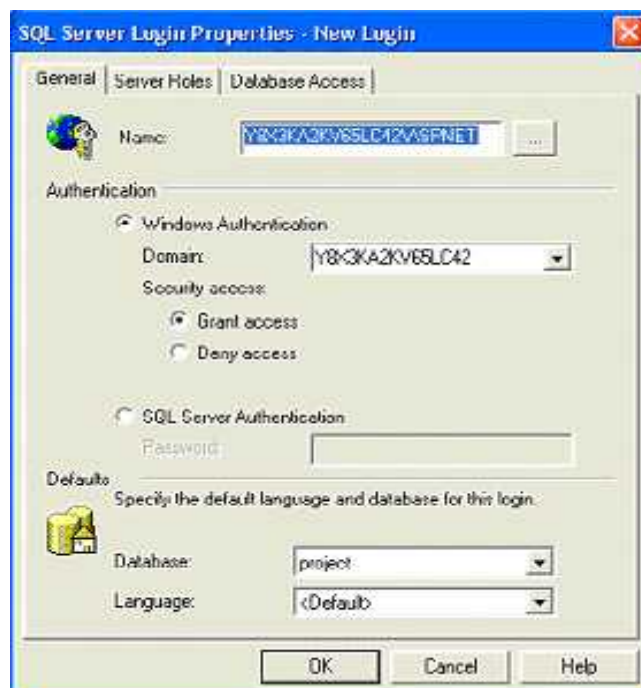 SQL Server Login Properties - New Login
General Server Roles Database Access
Name: Y8X3KA2KV65LC42\ASPNET ...
Authentication
Windows Authentication
Domain: Y8X3KA2KV65LC42
Security access:
Grant access
Deny access
SQL Server Authentication
Password:
Defaults
Specify the default language and database for this login.
Database: project
Language: <Default>
OK Cancel Help